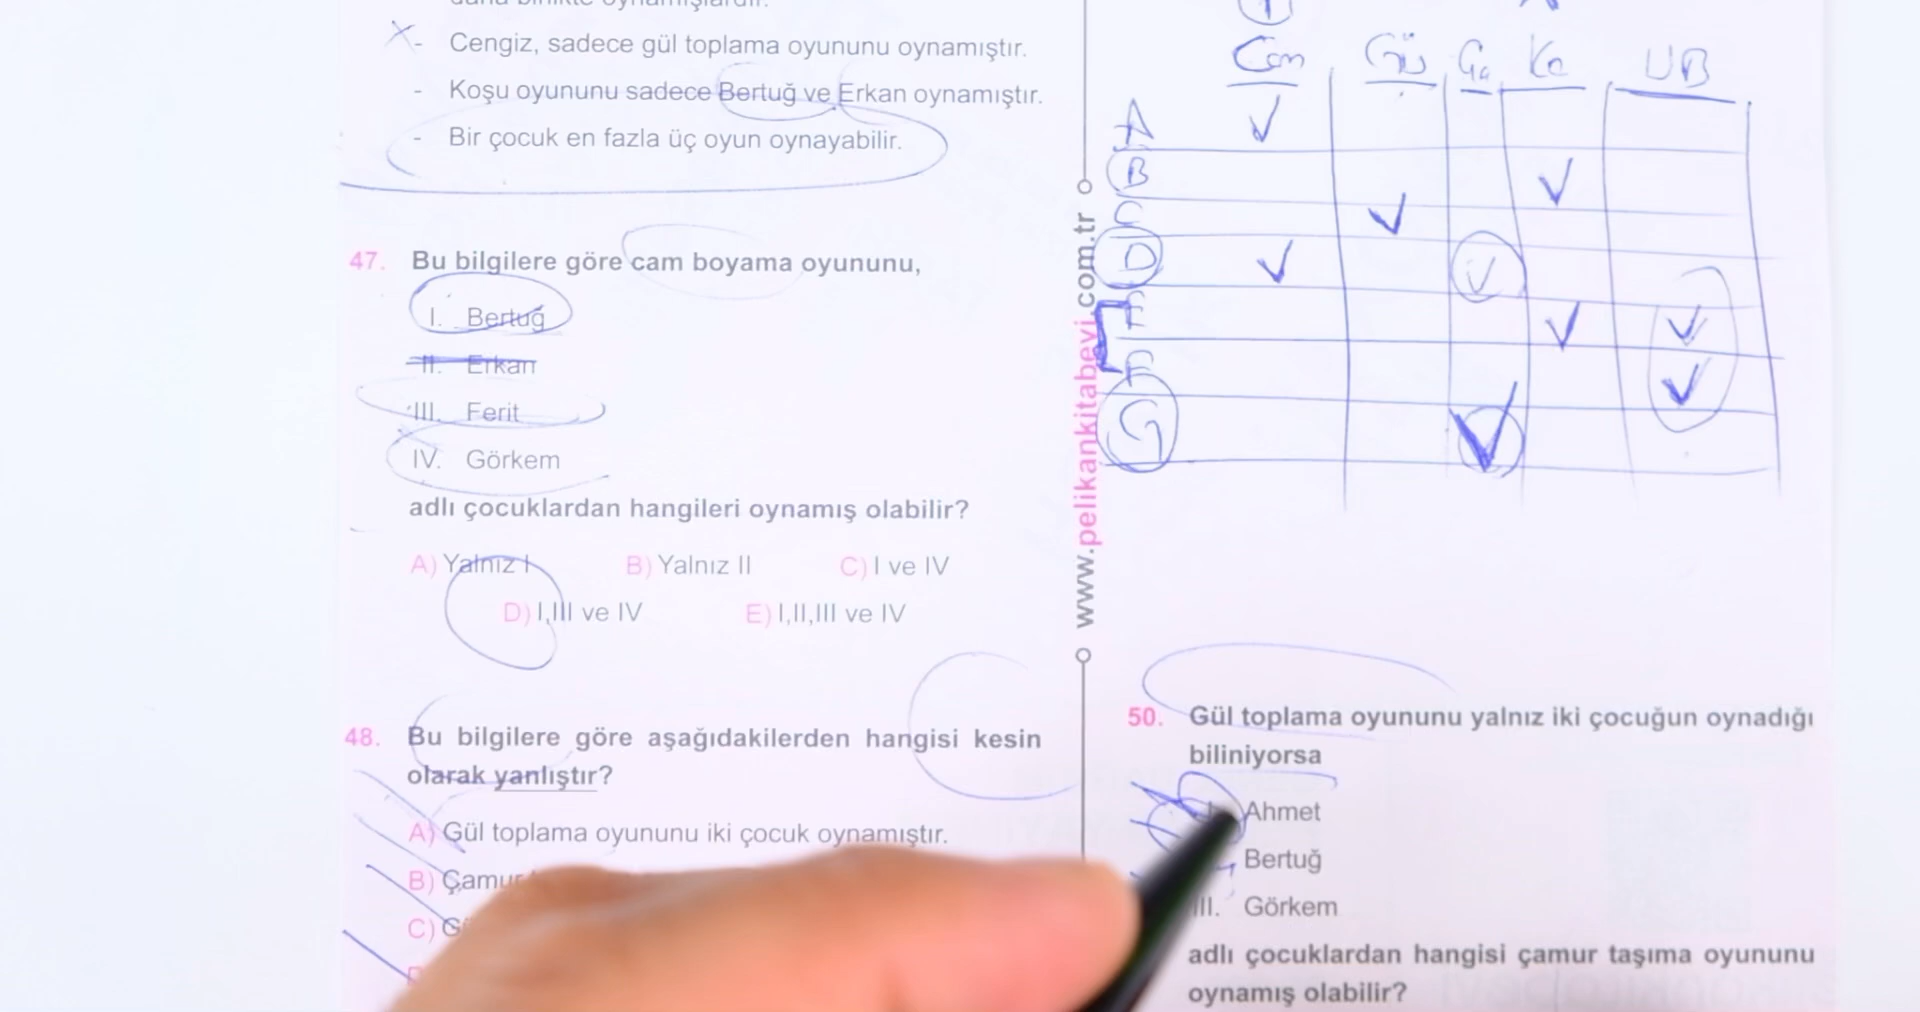 - Cengiz, sadece gül toplama oyununu oynamıştır.
- Koşu oyununu sadece Bertuğ ve Erkan oynamıştır.
- Bir çocuk en fazla üç oyun oynayabilir.
47. Bu bilgilere göre cam boyama oyununu,
I. Bertuğ
II. Erkan
III. Ferit
IV. Görkem
adlı çocuklardan hangileri oynamış olabilir?
A) Yalnız I B) Yalnız II C) I ve IV
D) I,III ve IV E) I,II,III ve IV
48. Bu bilgilere göre aşağıdakilerden hangisi kesin
olarak yanlıştır?
A) Gül toplama oyununu iki çocuk oynamıştır.
B) Çamur
C) G
www.pelikankitabevi.com.tr
Cam Gü Ça Ko UB
A
B
C
D
E
F
G
50. Gül toplama oyununu yalnız iki çocuğun oynadığı
biliniyorsa
Ahmet
Bertuğ
III. Görkem
adlı çocuklardan hangisi çamur taşıma oyununu
oynamış olabilir?